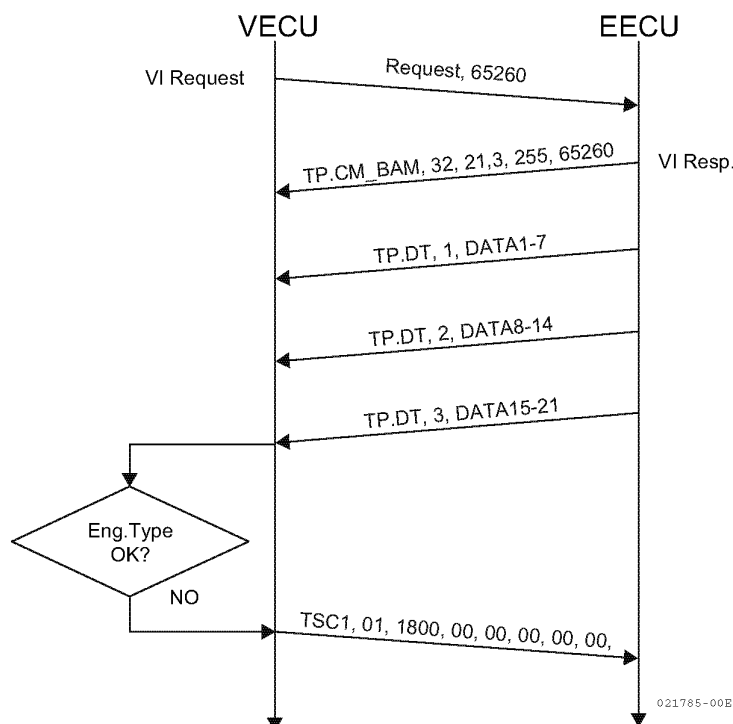 VECU
EECU
VI Request
Request, 65260
TP.CM_BAM, 32, 21,3, 255, 65260
VI Resp.
TP.DT, 1, DATA1-7
TP.DT, 2, DATA8-14
TP.DT, 3, DATA15-21
Eng.Type
OK?
NO
TSC1, 01, 1800, 00, 00, 00, 00, 00,
021785-00E